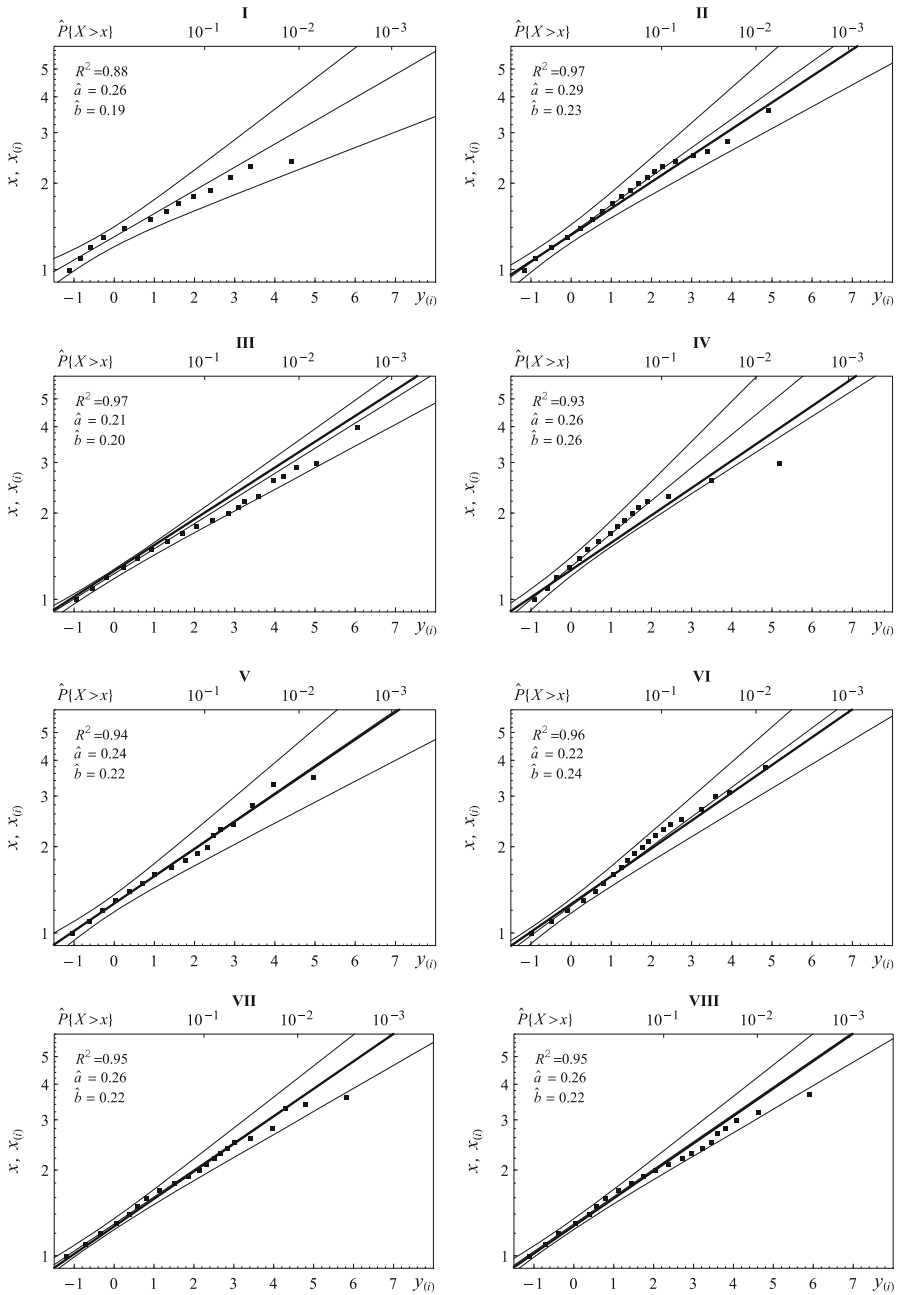 I
P̂{X>x} 10⁻¹ 10⁻² 10⁻³
R²=0.88
â = 0.26
b̂ = 0.19
5
4
3
2
1
x, x₍ᵢ₎
−1 0 1 2 3 4 5 6 7 y₍ᵢ₎
II
P̂{X>x} 10⁻¹ 10⁻² 10⁻³
R²=0.97
â = 0.29
b̂ = 0.23
5
4
3
2
1
x, x₍ᵢ₎
−1 0 1 2 3 4 5 6 7 y₍ᵢ₎
III
P̂{X>x} 10⁻¹ 10⁻² 10⁻³
R²=0.97
â = 0.21
b̂ = 0.20
5
4
3
2
1
x, x₍ᵢ₎
−1 0 1 2 3 4 5 6 7 y₍ᵢ₎
IV
P̂{X>x} 10⁻¹ 10⁻² 10⁻³
R²=0.93
â = 0.26
b̂ = 0.26
5
4
3
2
1
x, x₍ᵢ₎
−1 0 1 2 3 4 5 6 7 y₍ᵢ₎
V
P̂{X>x} 10⁻¹ 10⁻² 10⁻³
R²=0.94
â = 0.24
b̂ = 0.22
5
4
3
2
1
x, x₍ᵢ₎
−1 0 1 2 3 4 5 6 7 y₍ᵢ₎
VI
P̂{X>x} 10⁻¹ 10⁻² 10⁻³
R²=0.96
â = 0.22
b̂ = 0.24
5
4
3
2
1
x, x₍ᵢ₎
−1 0 1 2 3 4 5 6 7 y₍ᵢ₎
VII
P̂{X>x} 10⁻¹ 10⁻² 10⁻³
R²=0.95
â = 0.26
b̂ = 0.22
5
4
3
2
1
x, x₍ᵢ₎
−1 0 1 2 3 4 5 6 7 y₍ᵢ₎
VIII
P̂{X>x} 10⁻¹ 10⁻² 10⁻³
R²=0.95
â = 0.26
b̂ = 0.22
5
4
3
2
1
x, x₍ᵢ₎
−1 0 1 2 3 4 5 6 7 y₍ᵢ₎